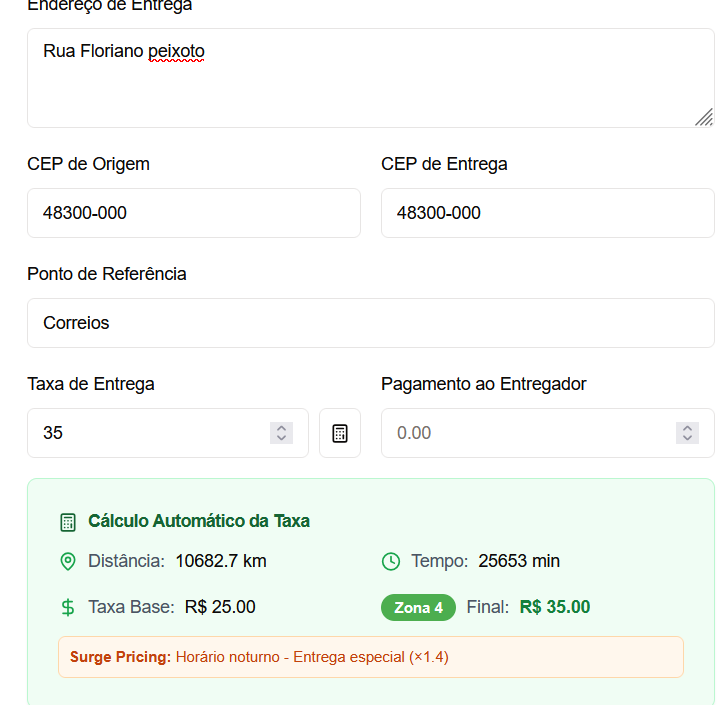 Endereço de Entrega
Rua Floriano peixoto
CEP de Origem
CEP de Entrega
48300-000
48300-000
Ponto de Referência
Correios
Taxa de Entrega
Pagamento ao Entregador
35
0.00
Cálculo Automático da Taxa
Distância: 10682.7 km
Tempo: 25653 min
Taxa Base: R$ 25.00
Zona 4 Final: R$ 35.00
Surge Pricing: Horário noturno - Entrega especial (×1.4)